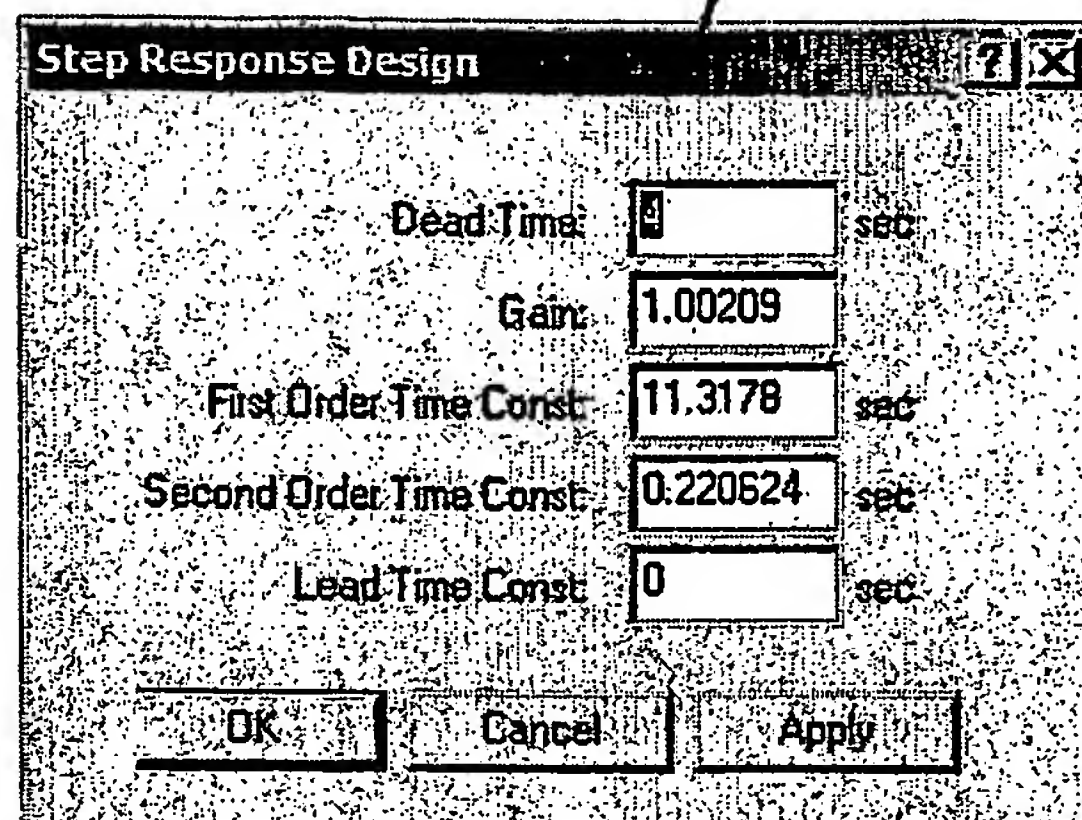 Step Response Design
Dead Time: sec
Gain: 1.00209
First Order Time Const: 11.3178 sec
Second Order Time Const: 0.220624 sec
Lead Time Const: 0 sec
OK Cancel Apply